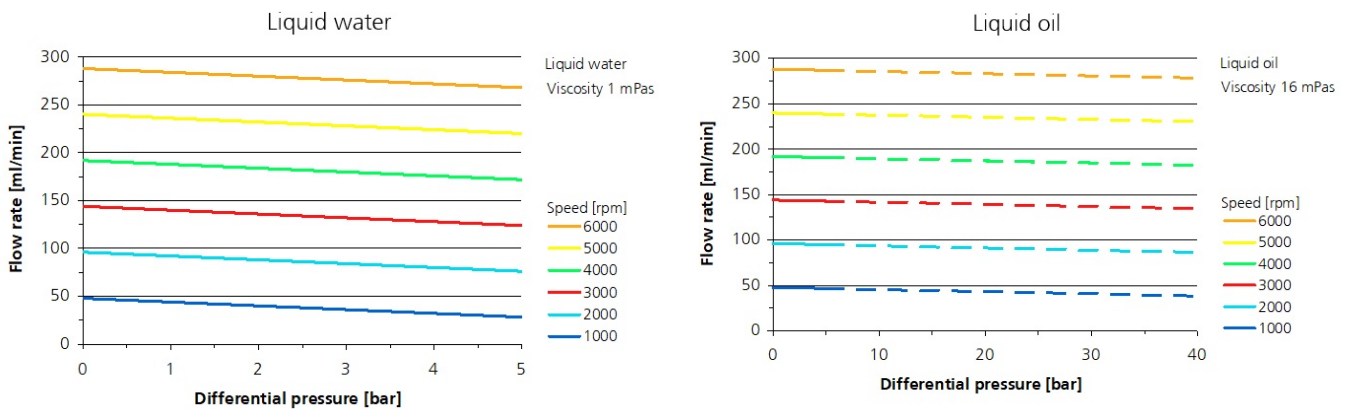 Liquid water
300
250
200
150
100
50
0
Flow rate [ml/min]
0 1 2 3 4 5
Differential pressure [bar]
Liquid water
Viscosity 1 mPas
Speed [rpm]
6000
5000
4000
3000
2000
1000
Liquid oil
300
250
200
150
100
50
0
Flow rate [ml/min]
0 10 20 30 40
Differential pressure [bar]
Liquid oil
Viscosity 16 mPas
Speed [rpm]
6000
5000
4000
3000
2000
1000